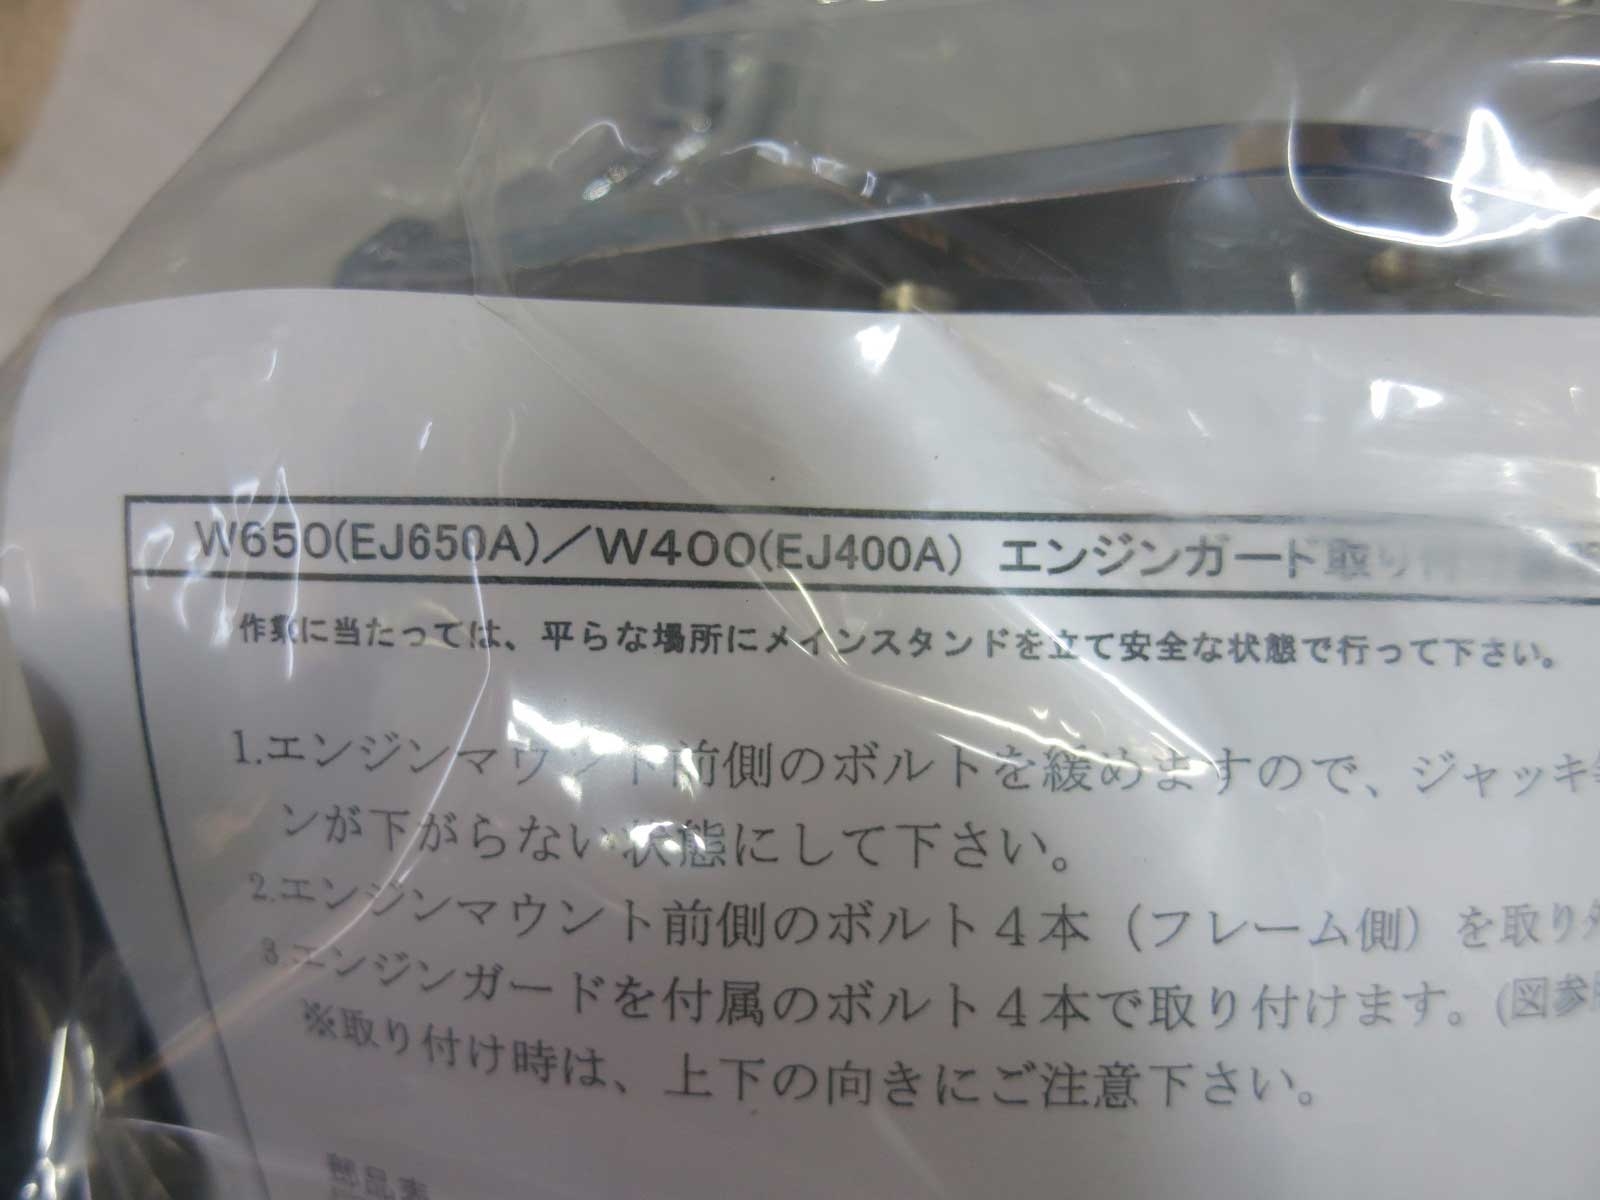 W650(EJ650A)／W400(EJ400A) エンジンガード取り付け
作業に当たっては、平らな場所にメインスタンドを立て安全な状態で行って下さい。
1.エンジンマウント前側のボルトを緩めますので、ジャッキ
ンが下がらない状態にして下さい。
2.エンジンマウント前側のボルト４本（フレーム側）を取り
3.エンジンガードを付属のボルト４本で取り付けます。(図参
※取り付け時は、上下の向きにご注意下さい。
部品表